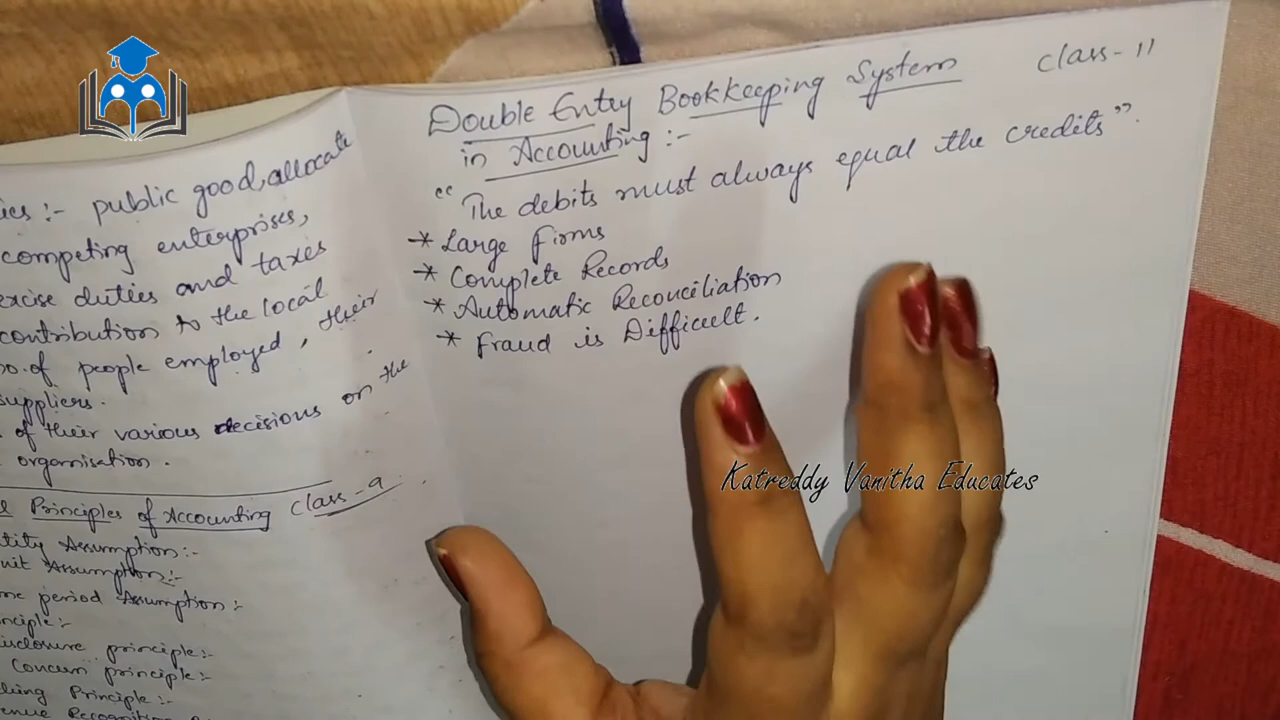 public good, allocate
competing enterprises,
excise duties and taxes
contribution to the local
no. of people employed, their
suppliers.
of their various decisions on the
organisation.
Principles of Accounting Class-9
Assumption:-
Assumption:-
period Assumption:-
principle:-
Principle:-
Double Entry Bookkeeping System Class-11
in Accounting:-
"The debits must always equal the credits".
* Large Firms
* Complete Records
* Automatic Reconciliation
* Fraud is Difficult.
Katreddy Vanitha Educates